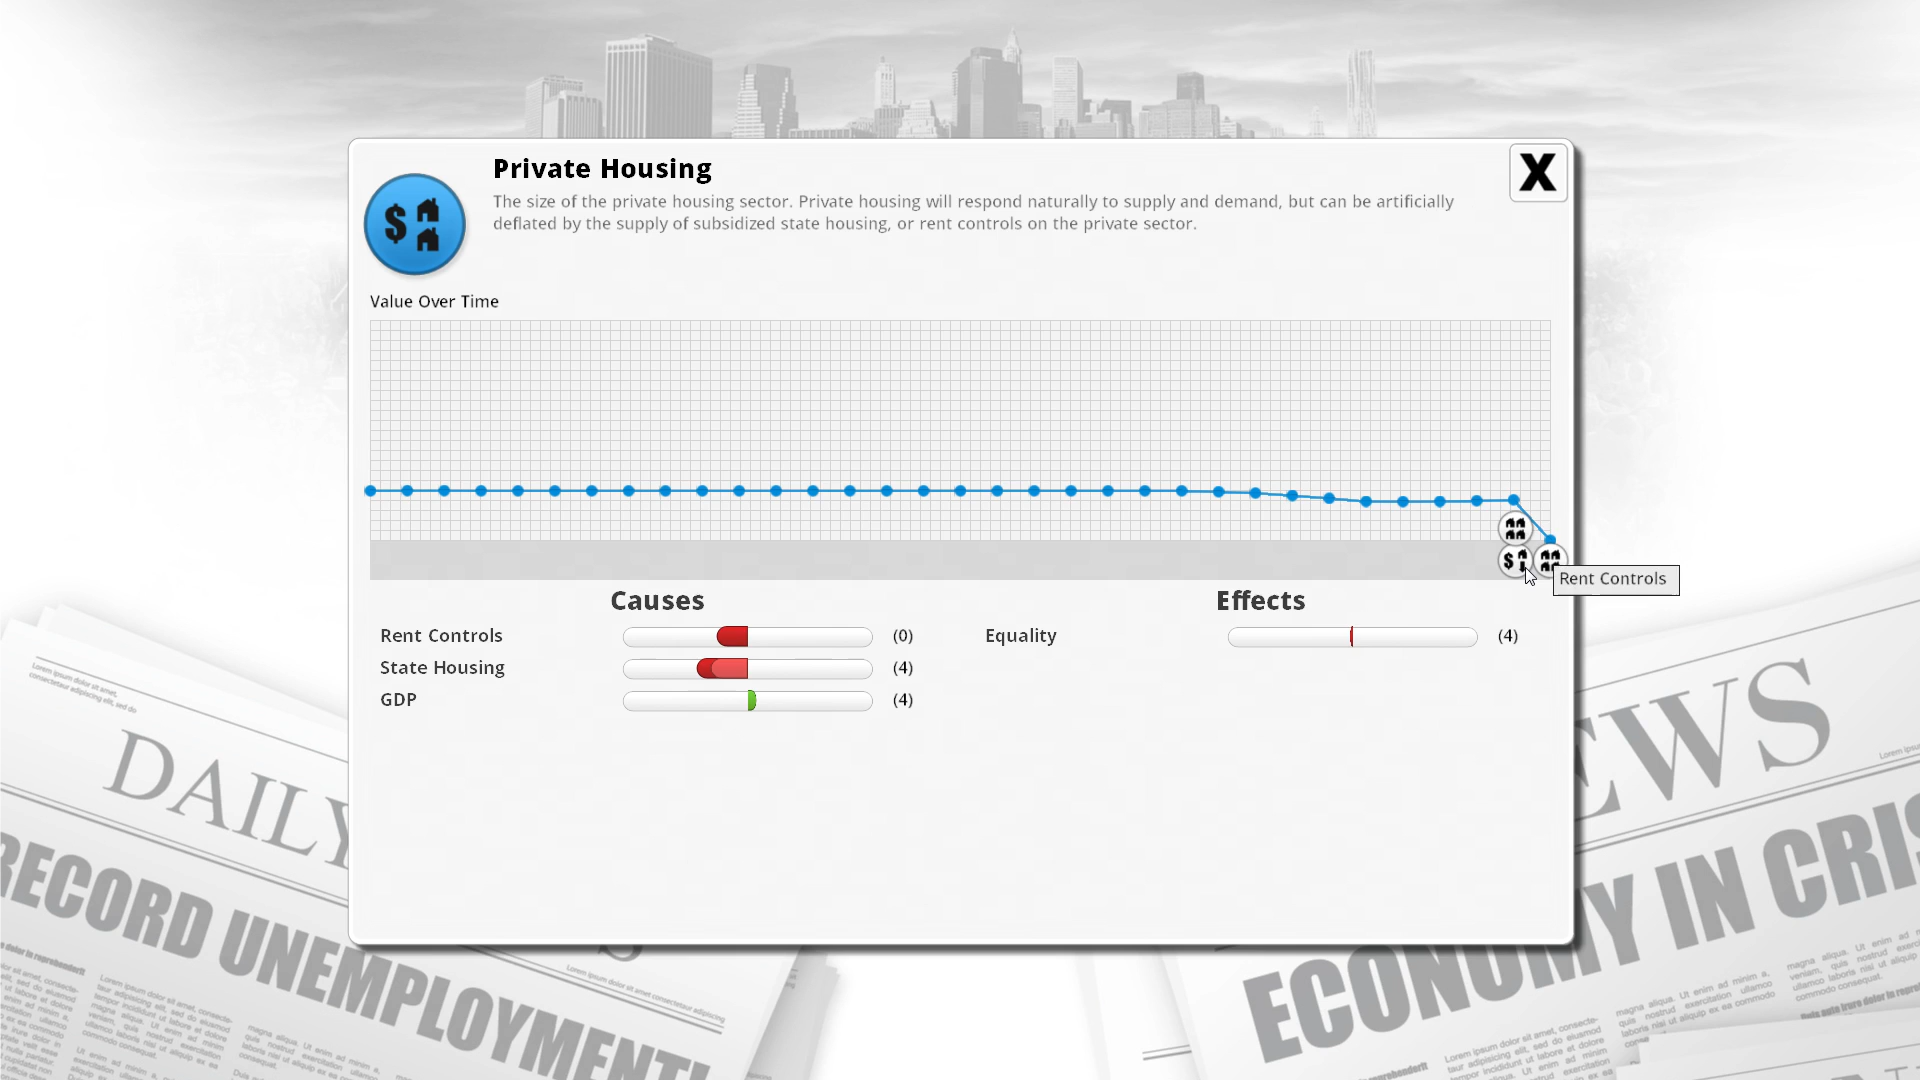 Private Housing
X
The size of the private housing sector. Private housing will respond naturally to supply and demand, but can be artificially
deflated by the supply of subsidized state housing, or rent controls on the private sector.
Value Over Time
Rent Controls
Causes
Effects
Rent Controls (0)
Equality (4)
State Housing (4)
GDP (4)
DAILY
RECORD UNEMPLOYMENT!
EWS
ECONOMY IN CRIS